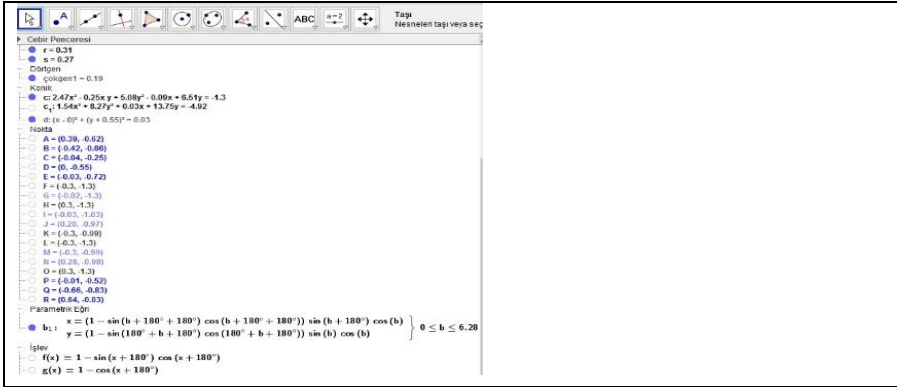 ABC
a=2
Taşı
Nesneleri taşı veya seç
Cebir Penceresi
r = 0.31
s = 0.27
Dörtgen
çokgen1 = 0.19
Konik
c: 2.47x² - 0.25x y + 5.08y² - 0.09x + 6.51y = -1.3
c₁: 1.54x² + 8.27y² + 0.03x + 13.75y = -4.92
d: (x - 0)² + (y + 0.55)² = 0.03
Nokta
A = (0.39, -0.62)
B = (-0.42, -0.66)
C = (-0.04, -0.25)
D = (0, -0.55)
E = (-0.03, -0.72)
F = (-0.3, -1.3)
G = (-0.02, -1.3)
H = (0.3, -1.3)
I = (-0.03, -1.03)
J = (0.28, -0.97)
K = (-0.3, -0.99)
L = (-0.3, -1.3)
M = (-0.3, -0.99)
N = (0.28, -0.98)
O = (0.3, -1.3)
P = (-0.01, -0.52)
Q = (-0.66, -0.83)
R = (0.64, -0.83)
Parametrik Eğri
x = (1 − sin (b + 180° + 180°) cos (b + 180° + 180°)) sin (b + 180°) cos (b)
b₁ : y = (1 − sin (180° + b + 180°) cos (180° + b + 180°)) sin (b) cos (b) } 0 ≤ b ≤ 6.28
İşlev
f(x) = 1 − sin (x + 180°) cos (x + 180°)
g(x) = 1 − cos (x + 180°)